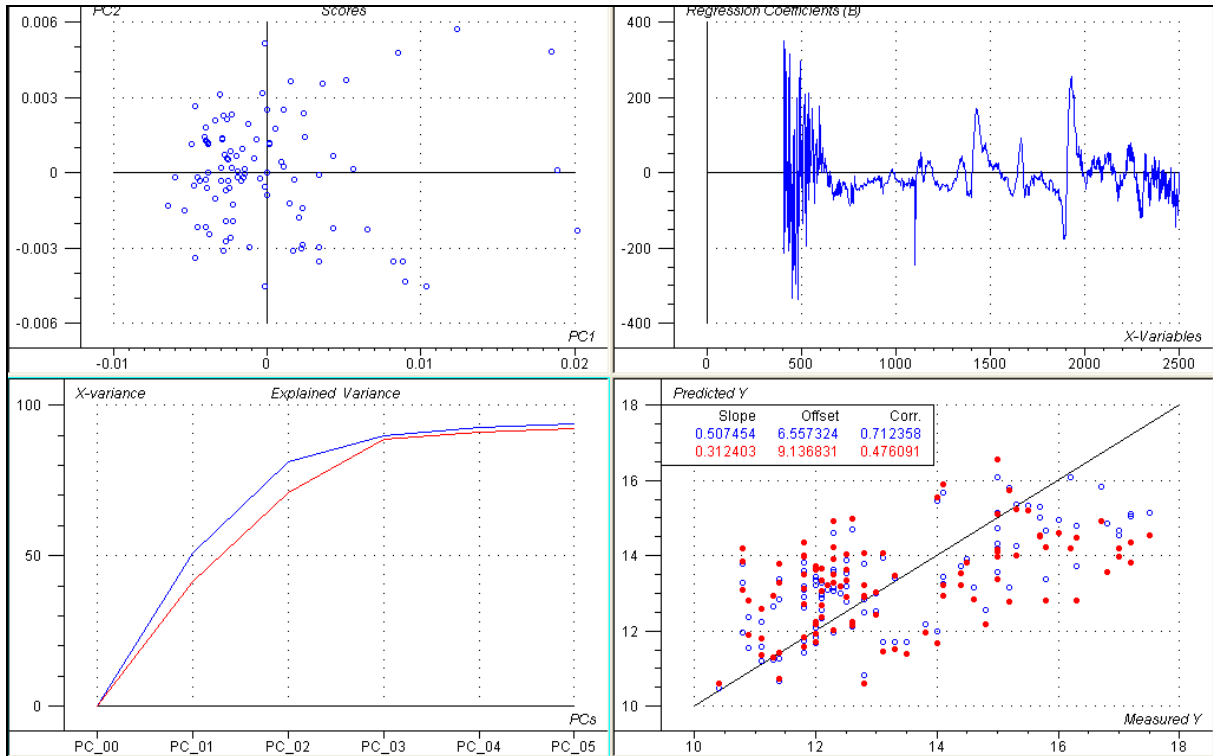 PC2 Scores
0.006
0.003
0
-0.003
-0.006
PC1
-0.01 0 0.01 0.02
Regression Coefficients (B)
400
200
0
-200
-400
X-Variables
0 500 1000 1500 2000 2500
X-variance Explained Variance
100
50
0
PCs
PC_00 PC_01 PC_02 PC_03 PC_04 PC_05
Predicted Y
18
16
14
12
10
Slope Offset Corr.
0.507454 6.557324 0.712358
0.312403 9.136831 0.476091
Measured Y
10 12 14 16 18